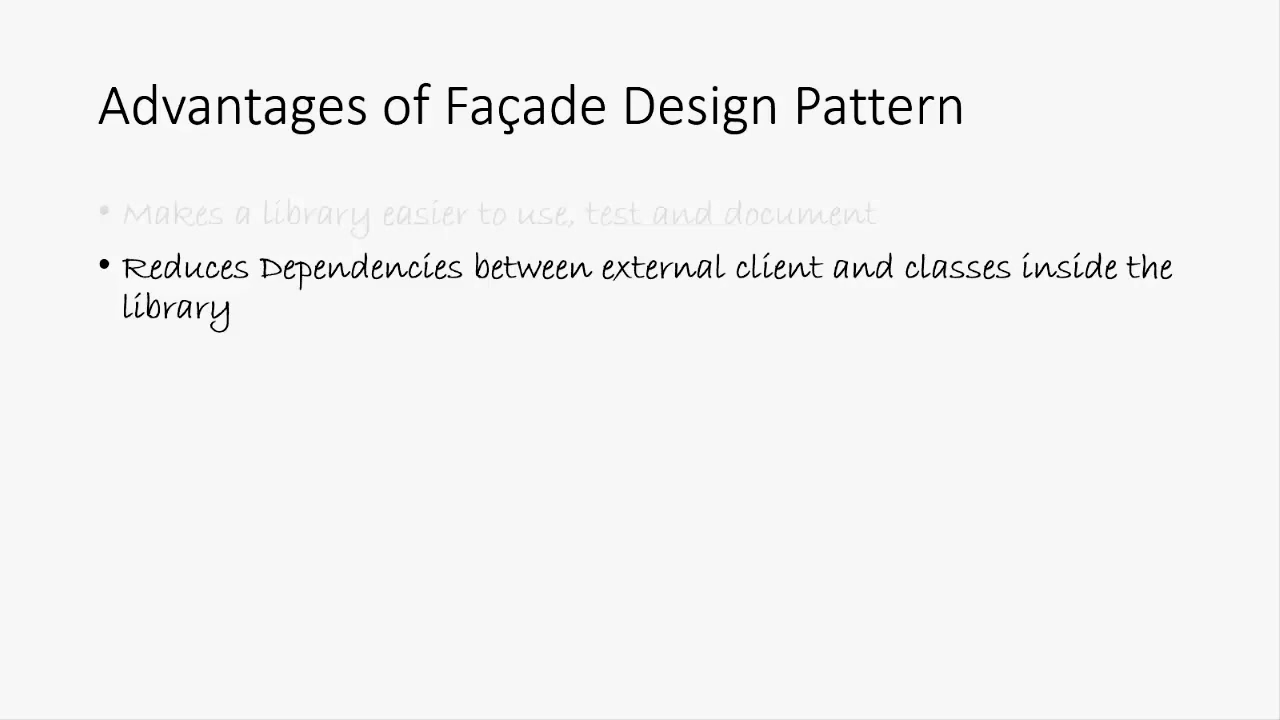 Advantages of Façade Design Pattern
• Makes a library easier to use, test and document
• Reduces Dependencies between external client and classes inside the
library